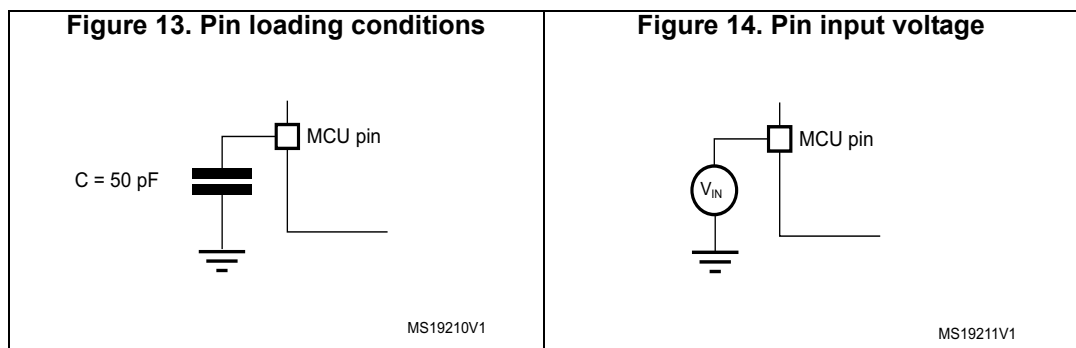 Figure 13. Pin loading conditions
MCU pin
C = 50 pF
MS19210V1
Figure 14. Pin input voltage
MCU pin
VIN
MS19211V1